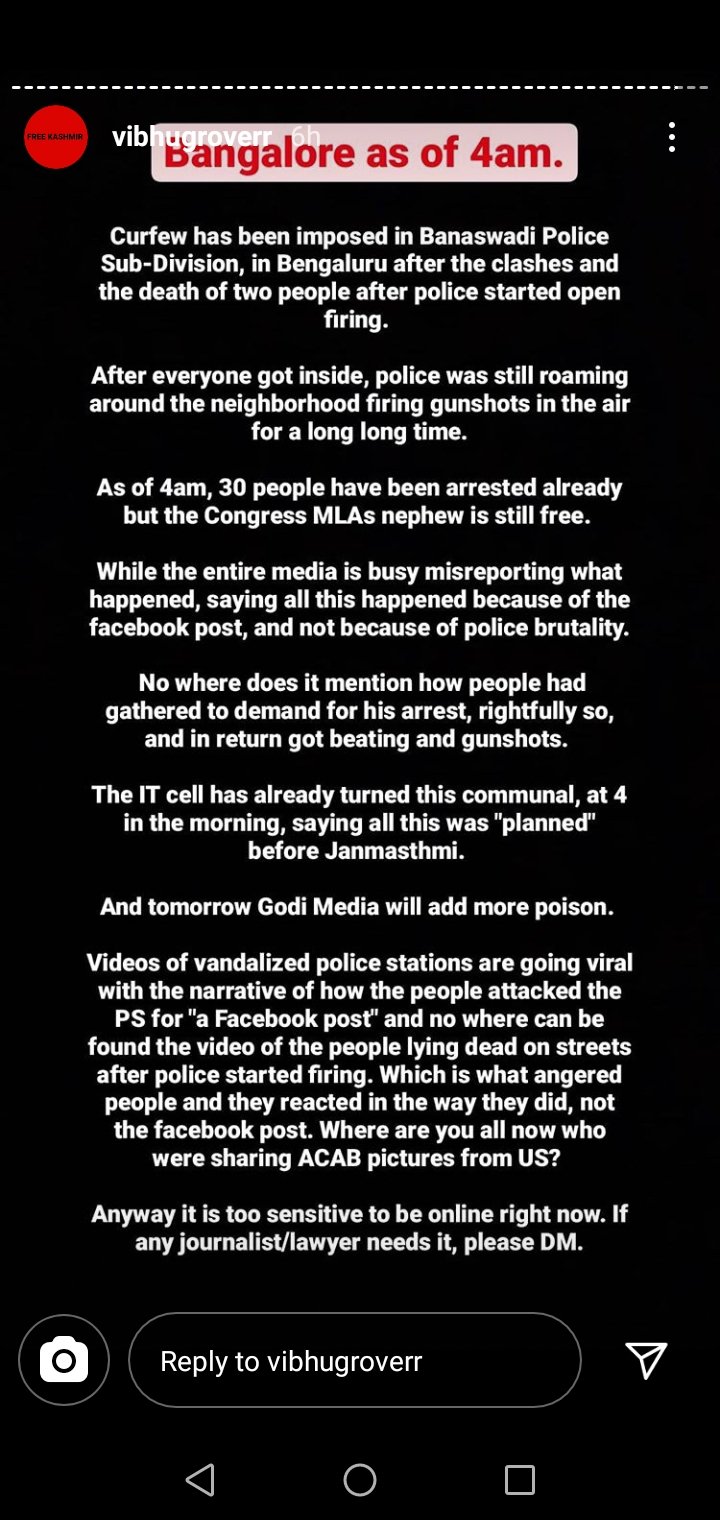 FREE KASHMIR
vibhugroverr 6h
Bangalore as of 4am.
Curfew has been imposed in Banaswadi Police
Sub-Division, in Bengaluru after the clashes and
the death of two people after police started open
firing.
After everyone got inside, police was still roaming
around the neighborhood firing gunshots in the air
for a long long time.
As of 4am, 30 people have been arrested already
but the Congress MLAs nephew is still free.
While the entire media is busy misreporting what
happened, saying all this happened because of the
facebook post, and not because of police brutality.
No where does it mention how people had
gathered to demand for his arrest, rightfully so,
and in return got beating and gunshots.
The IT cell has already turned this communal, at 4
in the morning, saying all this was "planned"
before Janmasthmi.
And tomorrow Godi Media will add more poison.
Videos of vandalized police stations are going viral
with the narrative of how the people attacked the
PS for "a Facebook post" and no where can be
found the video of the people lying dead on streets
after police started firing. Which is what angered
people and they reacted in the way they did, not
the facebook post. Where are you all now who
were sharing ACAB pictures from US?
Anyway it is too sensitive to be online right now. If
any journalist/lawyer needs it, please DM.
Reply to vibhugroverr